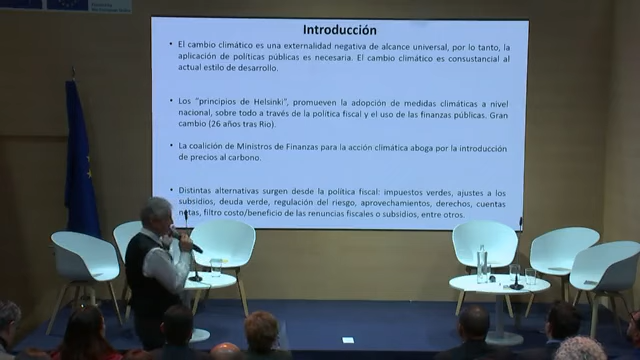 Introducción
• El cambio climático es una externalidad negativa de alcance universal, por lo tanto, la
aplicación de políticas públicas es necesaria. El cambio climático es consustancial al
actual estilo de desarrollo.
• Los "principios de Helsinki", promueven la adopción de medidas climáticas a nivel
nacional, sobre todo a través de la política fiscal y el uso de las finanzas públicas. Gran
cambio (26 años tras Rio).
• La coalición de Ministros de Finanzas para la acción climática aboga por la introducción
de precios al carbono.
• Distintas alternativas surgen desde la política fiscal: impuestos verdes, ajustes a los
subsidios, deuda verde, regulación del riesgo, aprovechamientos, derechos, cuentas
filtro costo/beneficio de las renuncias fiscales o subsidios, entre otros.